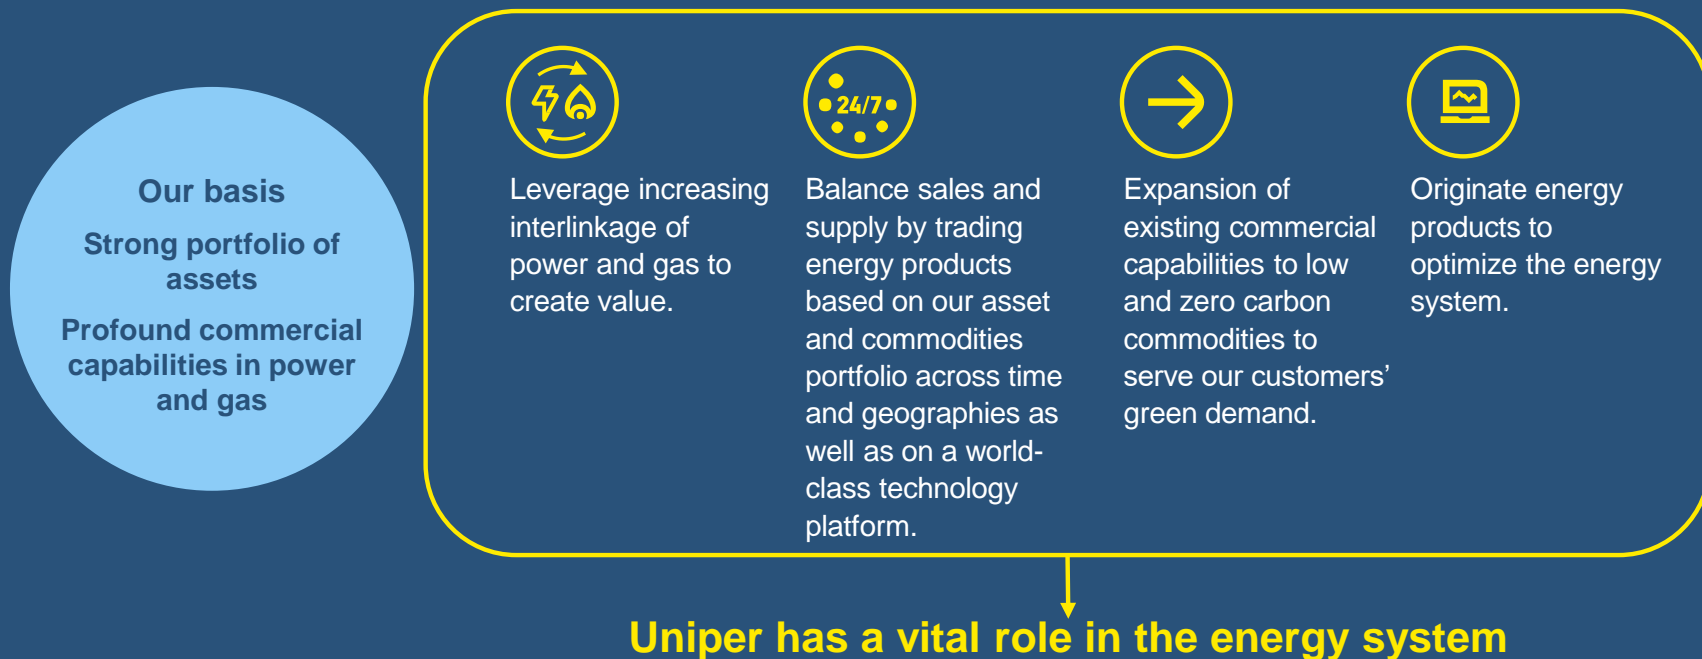 Our basis
Strong portfolio of
assets
Profound commercial
capabilities in power
and gas
Leverage increasing
interlinkage of
power and gas to
create value.
24/7
Balance sales and
supply by trading
energy products
based on our asset
and commodities
portfolio across time
and geographies as
well as on a world-
class technology
platform.
Expansion of
existing commercial
capabilities to low
and zero carbon
commodities to
serve our customers’
green demand.
Originate energy
products to
optimize the energy
system.
Uniper has a vital role in the energy system